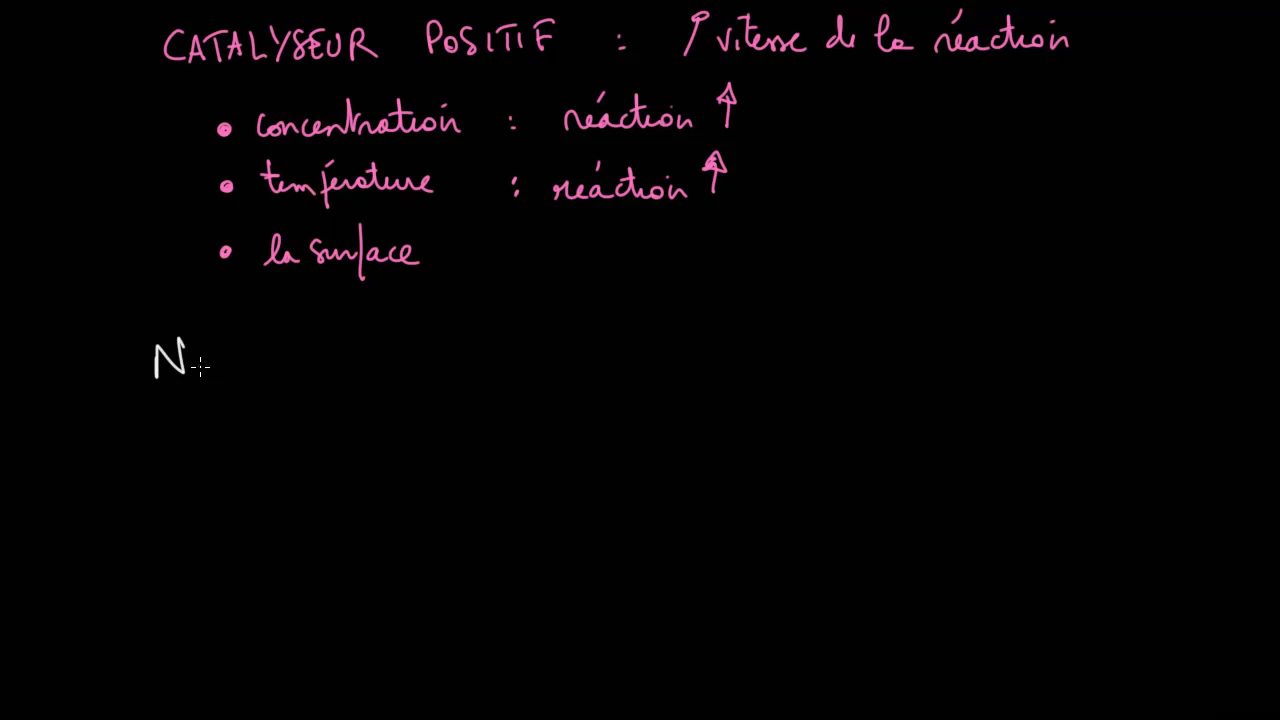 CATALYSEUR POSITIF : ↑ vitesse de la réaction
• concentration : réaction ↑
• température : réaction ↑
• la surface
N